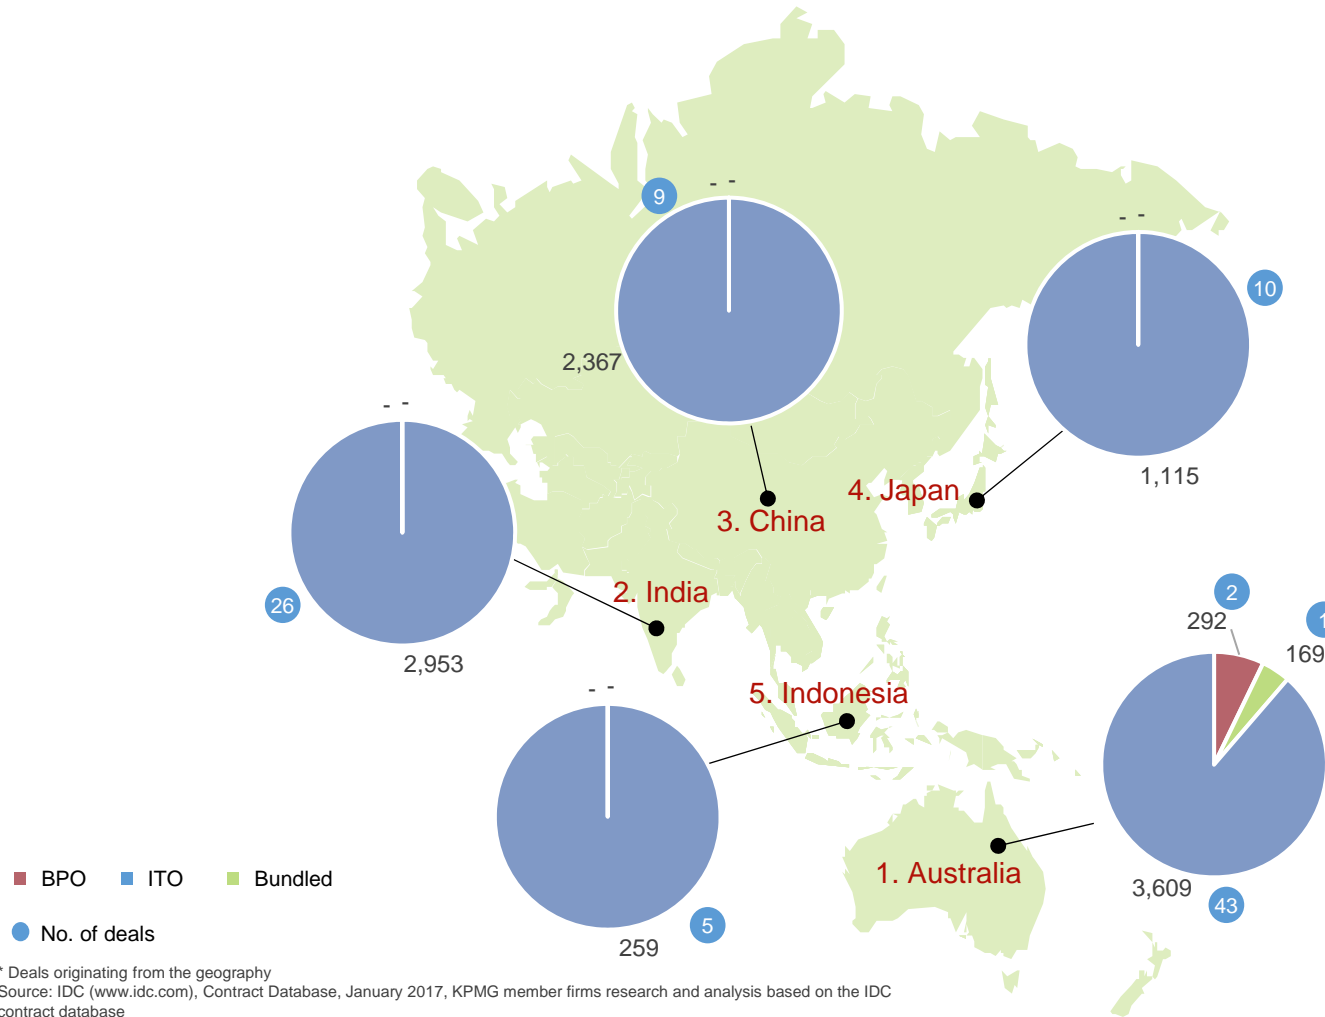 9
- -
2,367
3. China
- -
10
1,115
4. Japan
- -
26
2,953
2. India
2
292
1
169
3,609
43
1. Australia
5. Indonesia
- -
5
259
BPO ITO Bundled
No. of deals
* Deals originating from the geography
Source: IDC (www.idc.com), Contract Database, January 2017, KPMG member firms research and analysis based on the IDC
contract database